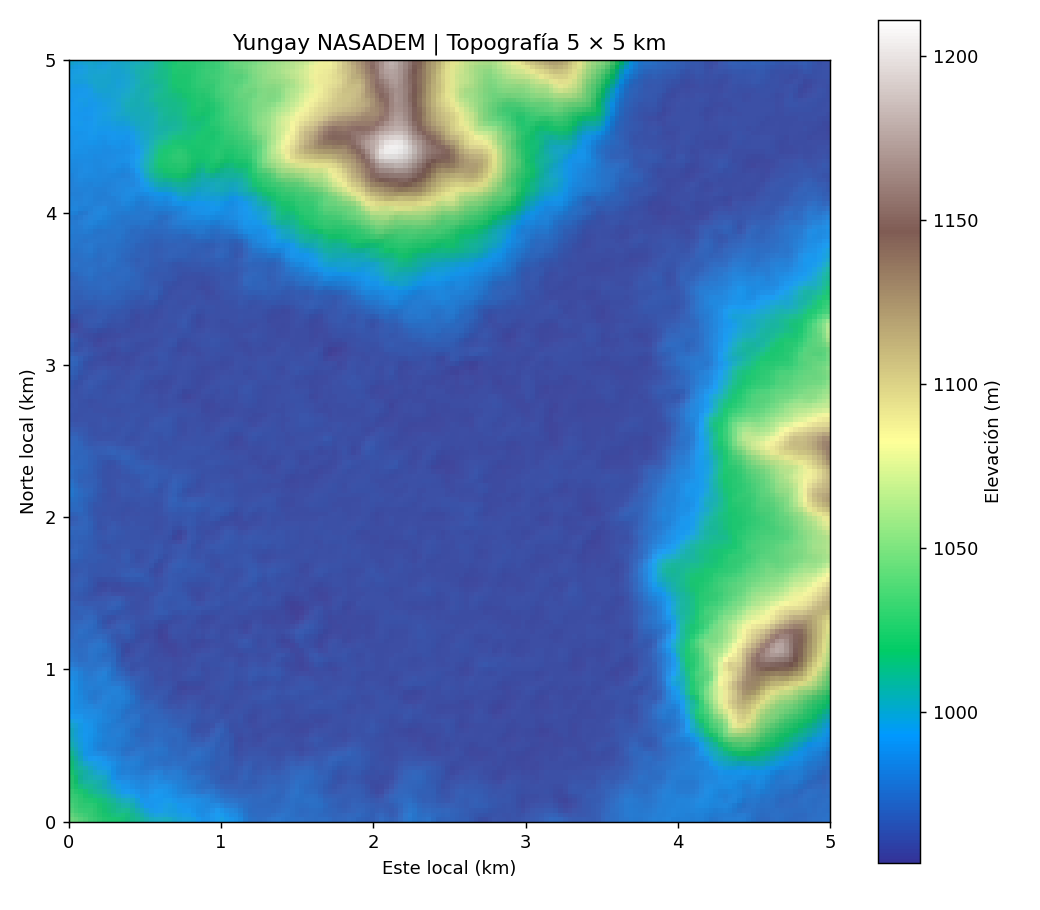 Yungay NASADEM | Topografía 5 × 5 km
5
4
3
2
1
0
Norte local (km)
0 1 2 3 4 5
Este local (km)
1200
1150
1100
1050
1000
Elevación (m)